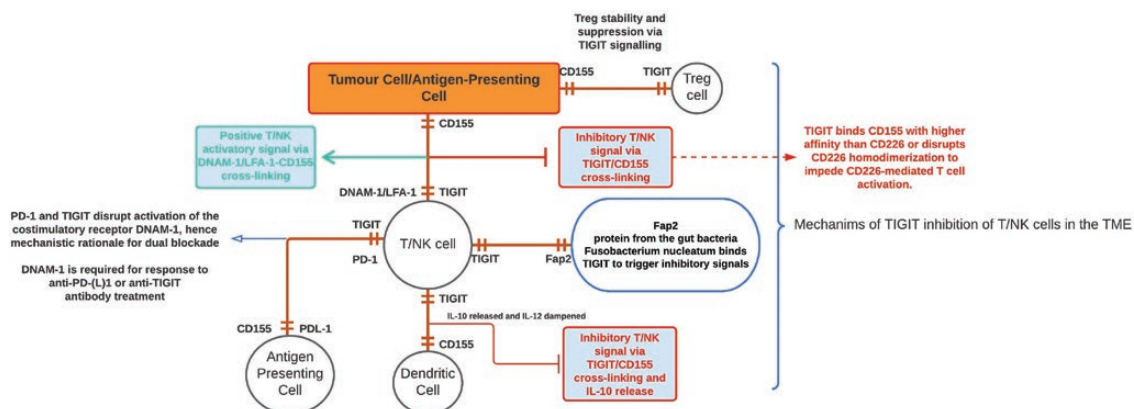 Treg stability and
suppression via
TIGIT signalling
CD155
TIGIT
Treg
cell
Tumour Cell/Antigen-Presenting
Cell
CD155
Positive T/NK
activatory signal via
DNAM-1/LFA-1-CD155
cross-linking
Inhibitory T/NK
signal via
TIGIT/CD155
cross-linking
TIGIT binds CD155 with higher
affinity than CD226 or disrupts
CD226 homodimerization to
impede CD226-mediated T cell
activation.
DNAM-1/LFA-1
TIGIT
PD-1 and TIGIT disrupt activation of the
costimulatory receptor DNAM-1, hence
mechanistic rationale for dual blockade
DNAM-1 is required for response to
anti-PD-(L)1 or anti-TIGIT
antibody treatment
TIGIT
PD-1
T/NK cell
TIGIT
Fap2
Fap2
protein from the gut bacteria
Fusobacterium nucleatum binds
TIGIT to trigger inhibitory signals
Mechanims of TIGIT inhibition of T/NK cells in the TME
TIGIT
IL-10 released and IL-12 dampened
CD155
PDL-1
CD155
Antigen
Presenting
Cell
Dendritic
Cell
Inhibitory T/NK
signal via
TIGIT/CD155
cross-linking and
IL-10 release